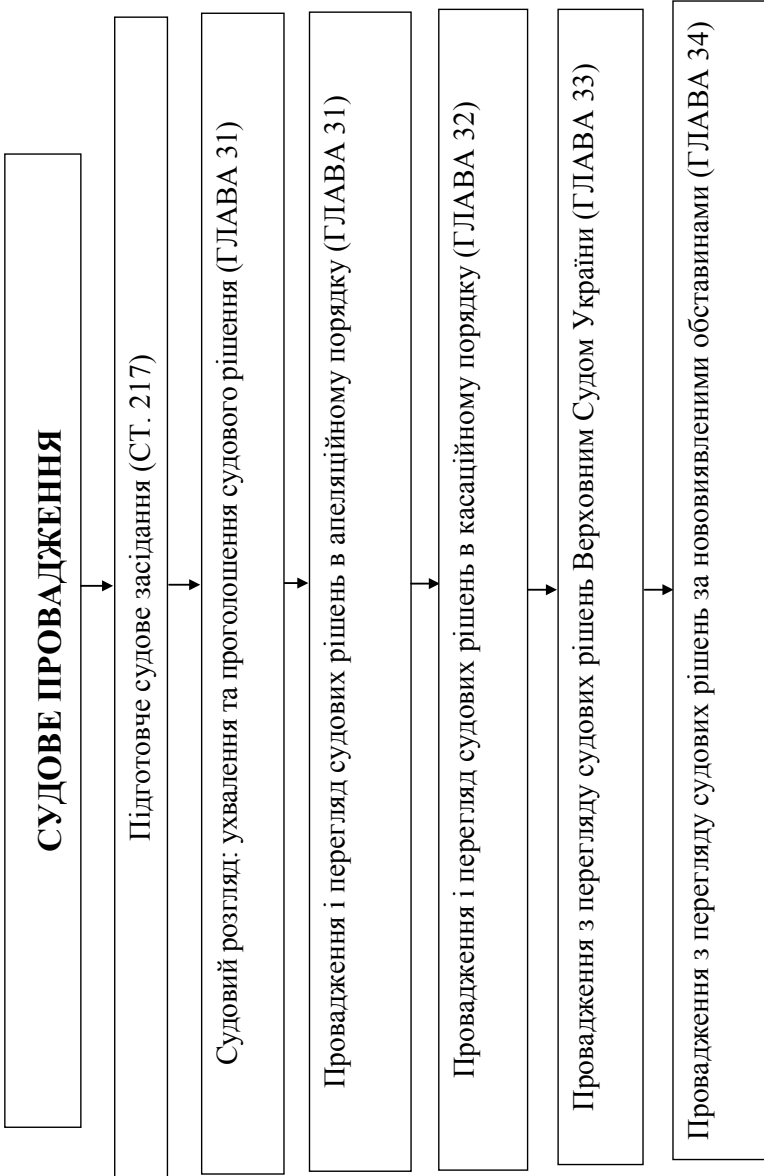 СУДОВЕ ПРОВАДЖЕННЯ
Підготовче судове засідання (СТ. 217)
Судовий розгляд: ухвалення та проголошення судового рішення (ГЛАВА 31)
Провадження і перегляд судових рішень в апеляційному порядку (ГЛАВА 31)
Провадження і перегляд судових рішень в касаційному порядку (ГЛАВА 32)
Провадження з перегляду судових рішень Верховним Судом України (ГЛАВА 33)
Провадження з перегляду судових рішень за нововиявленими обставинами (ГЛАВА 34)